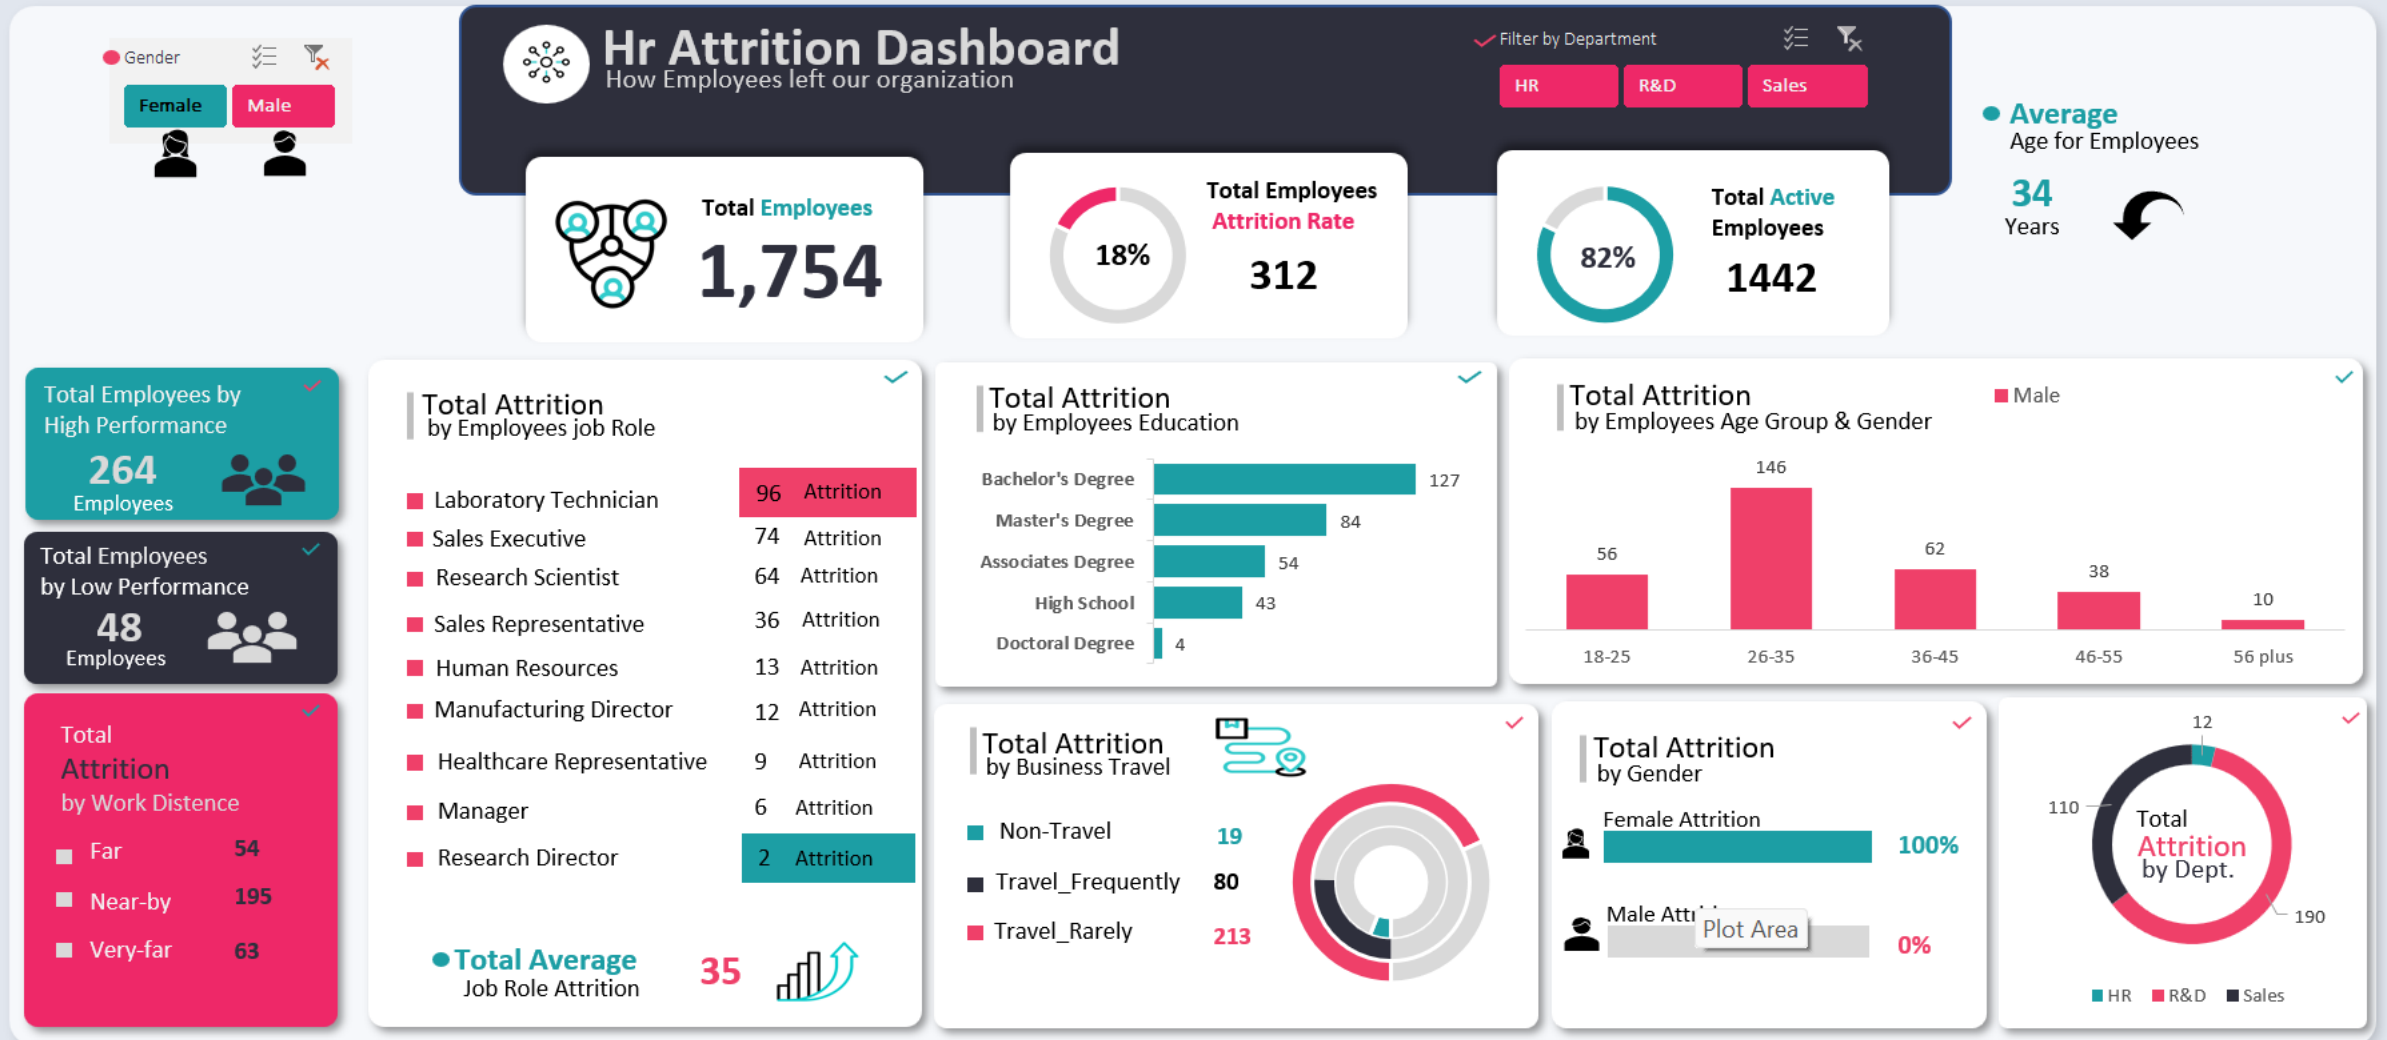 Gender
Female
Male
Hr Attrition Dashboard
How Employees left our organization
Filter by Department
HR
R&D
Sales
Average
Age for Employees
34
Years
Total Employees
1,754
18%
Total Employees
Attrition Rate
312
82%
Total Active
Employees
1442
Total Employees by
High Performance
264
Employees
Total Employees
by Low Performance
48
Employees
Total
Attrition
by Work Distence
Far 54
Near-by 195
Very-far 63
Total Attrition
by Employees job Role
Laboratory Technician 96 Attrition
Sales Executive 74 Attrition
Research Scientist 64 Attrition
Sales Representative 36 Attrition
Human Resources 13 Attrition
Manufacturing Director 12 Attrition
Healthcare Representative 9 Attrition
Manager 6 Attrition
Research Director 2 Attrition
Total Average
Job Role Attrition
35
Total Attrition
by Employees Education
Bachelor's Degree 127
Master's Degree 84
Associates Degree 54
High School 43
Doctoral Degree 4
Total Attrition
by Employees Age Group & Gender
Male
56
146
62
38
10
18-25
26-35
36-45
46-55
56 plus
Total Attrition
by Business Travel
Non-Travel 19
Travel_Frequently 80
Travel_Rarely 213
Total Attrition
by Gender
Female Attrition
100%
Male
Plot Area
0%
12
110
190
Total
Attrition
by Dept.
HR
R&D
Sales